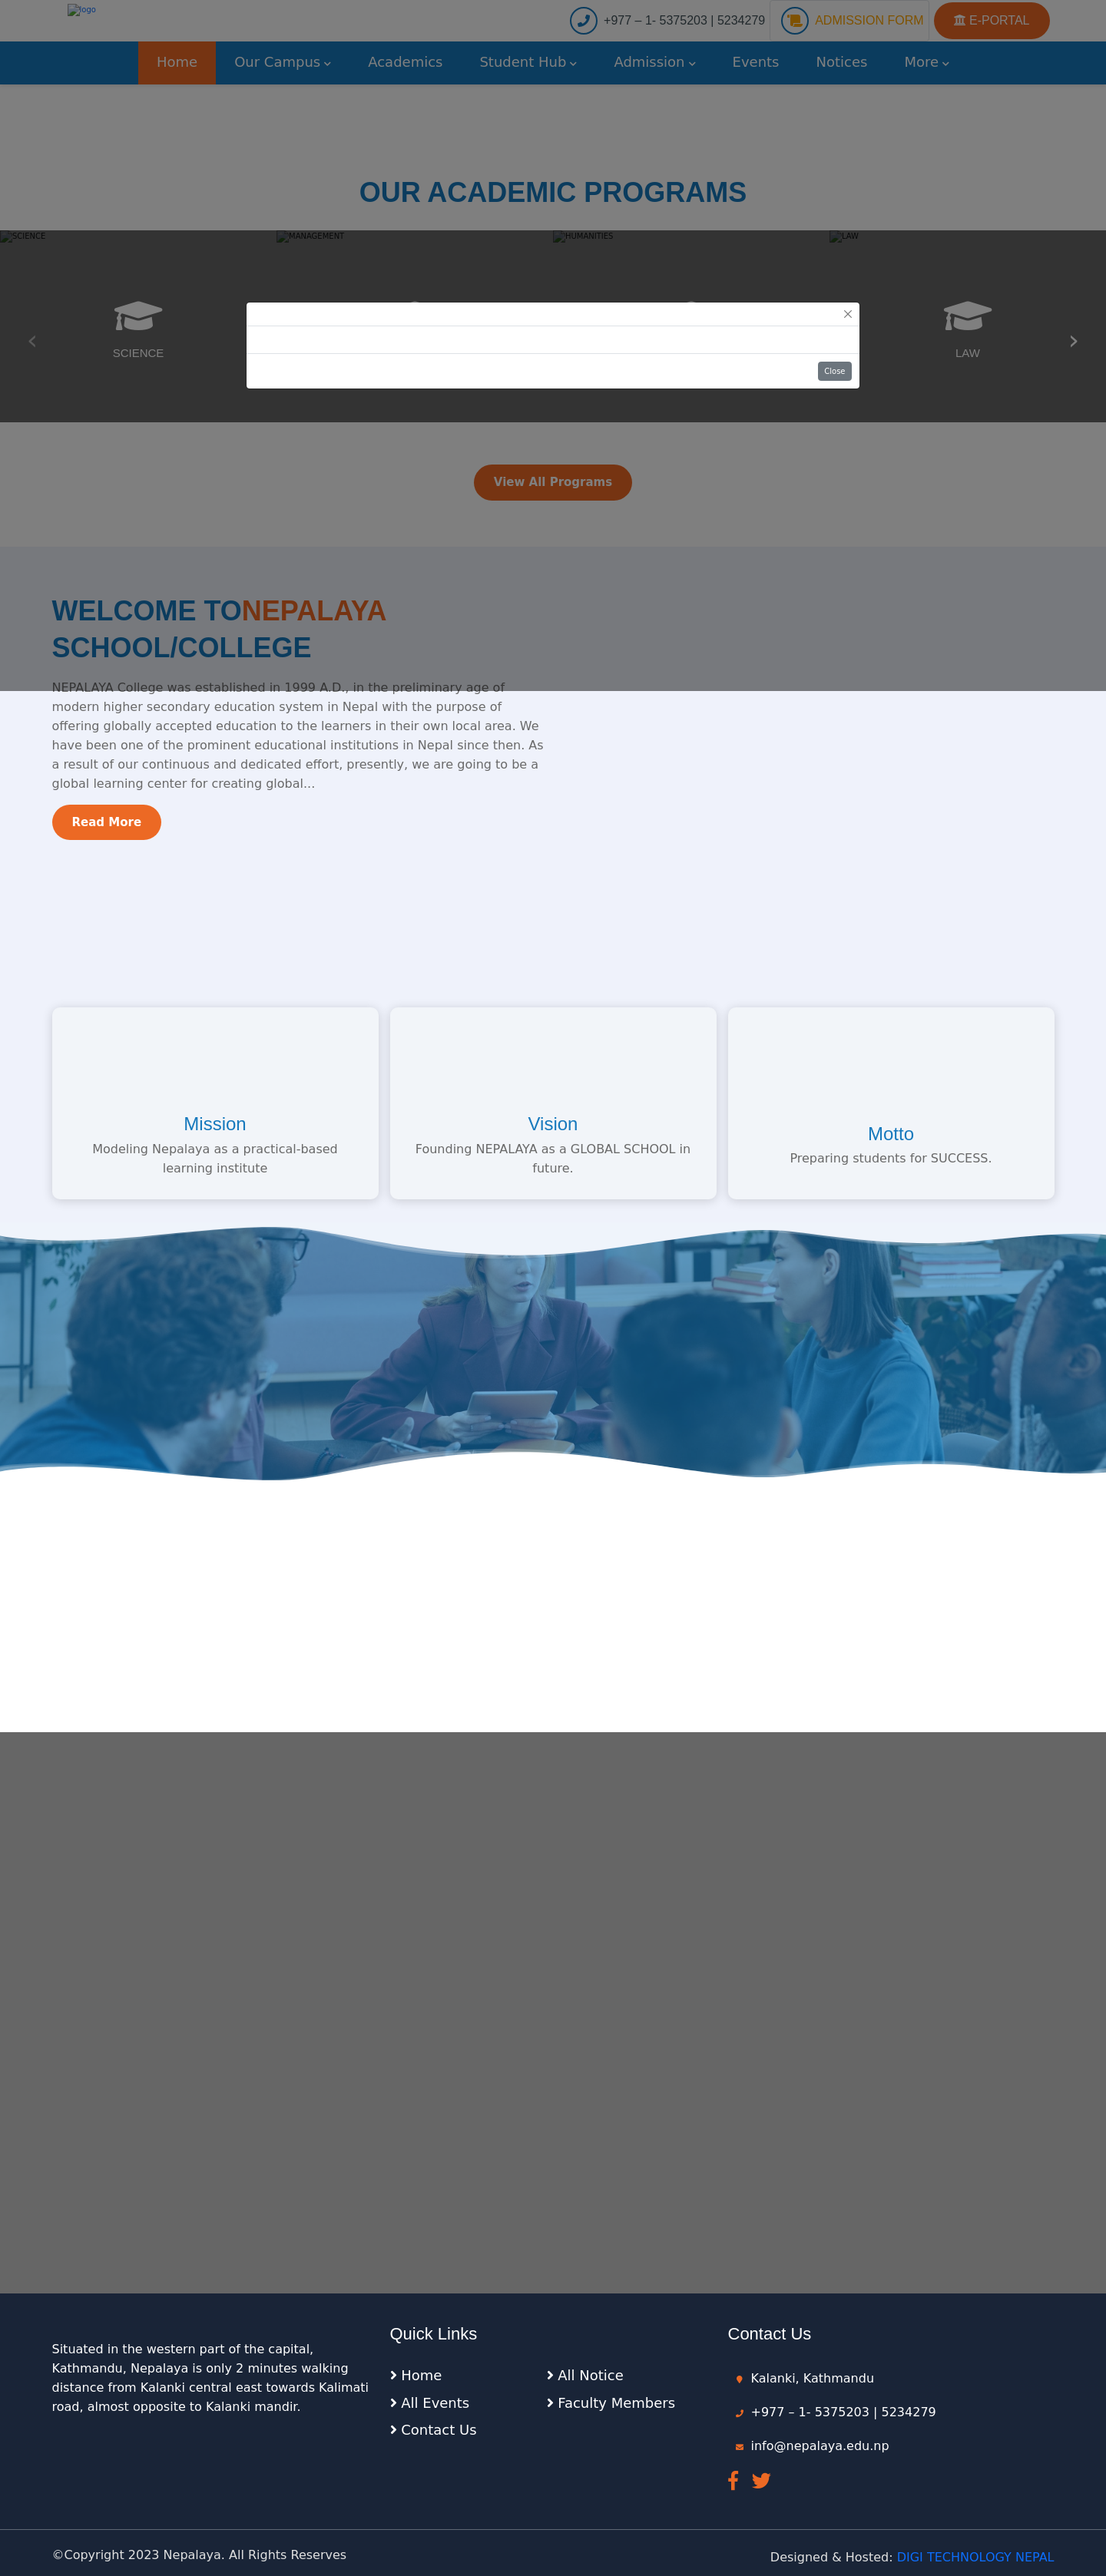 logo
+977 – 1- 5375203 | 5234279
ADMISSION FORM
E-PORTAL
Home
Our Campus
Academics
Student Hub
Admission
Events
Notices
More
OUR ACADEMIC PROGRAMS
SCIENCE
MANAGEMENT
HUMANITIES
LAW
SCIENCE
LAW
Close
View All Programs
WELCOME TONEPALAYA
SCHOOL/COLLEGE
NEPALAYA College was established in 1999 A.D., in the preliminary age of
modern higher secondary education system in Nepal with the purpose of
offering globally accepted education to the learners in their own local area. We
have been one of the prominent educational institutions in Nepal since then. As
a result of our continuous and dedicated effort, presently, we are going to be a
global learning center for creating global...
Read More
Mission
Modeling Nepalaya as a practical-based
learning institute
Vision
Founding NEPALAYA as a GLOBAL SCHOOL in
future.
Motto
Preparing students for SUCCESS.
Situated in the western part of the capital,
Kathmandu, Nepalaya is only 2 minutes walking
distance from Kalanki central east towards Kalimati
road, almost opposite to Kalanki mandir.
Quick Links
Home
All Notice
All Events
Faculty Members
Contact Us
Contact Us
Kalanki, Kathmandu
+977 – 1- 5375203 | 5234279
info@nepalaya.edu.np
©Copyright 2023 Nepalaya. All Rights Reserves
Designed & Hosted: DIGI TECHNOLOGY NEPAL